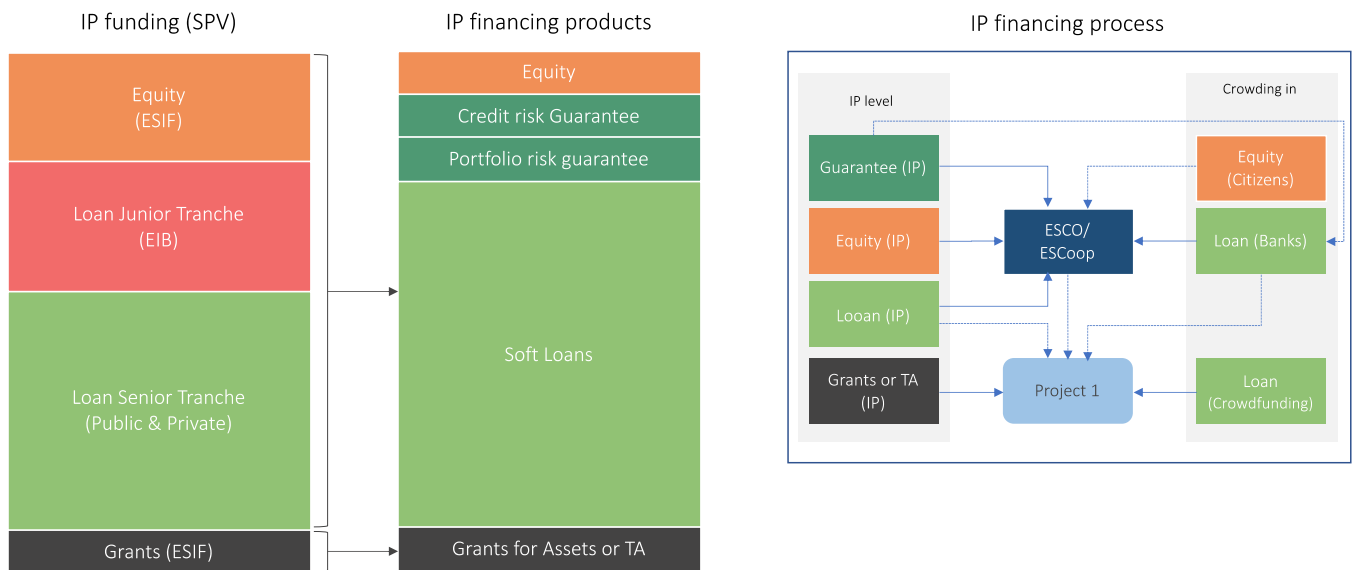 IP funding (SPV)
Equity
(ESIF)
Loan Junior Tranche
(EIB)
Loan Senior Tranche
(Public & Private)
Grants (ESIF)
IP financing products
Equity
Credit risk Guarantee
Portfolio risk guarantee
Soft Loans
Grants for Assets or TA
IP financing process
IP level
Guarantee (IP)
Equity (IP)
Looan (IP)
Grants or TA
(IP)
ESCO/
ESCoop
Project 1
Crowding in
Equity
(Citizens)
Loan (Banks)
Loan
(Crowdfunding)